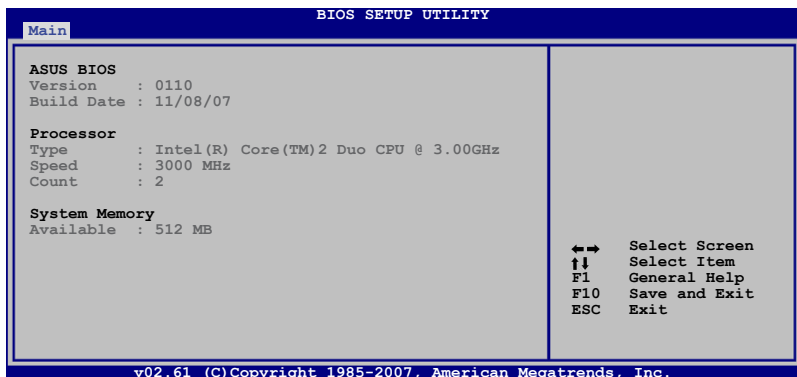 BIOS SETUP UTILITY
Main
ASUS BIOS
Version : 0110
Build Date : 11/08/07
Processor
Type : Intel(R) Core(TM)2 Duo CPU @ 3.00GHz
Speed : 3000 MHz
Count : 2
System Memory
Available : 512 MB
←→ Select Screen
↑↓ Select Item
F1 General Help
F10 Save and Exit
ESC Exit
v02.61 (C)Copyright 1985-2007, American Megatrends, Inc.